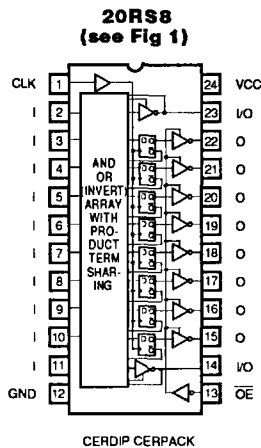 20RS8
(see Fig 1)
CLK 1 24 VCC
I 2 23 I/O
I 3 22 O
I 4 21 O
I 5 20 O
I 6 19 O
I 7 18 O
I 8 17 O
I 9 16 O
I 10 15 O
I 11 14 I/O
GND 12 13 OE
AND
OR
(INVERT)
ARRAY
WITH
PRO-
DUCT
TERM
SHAR-
ING
CERDIP CERPACK